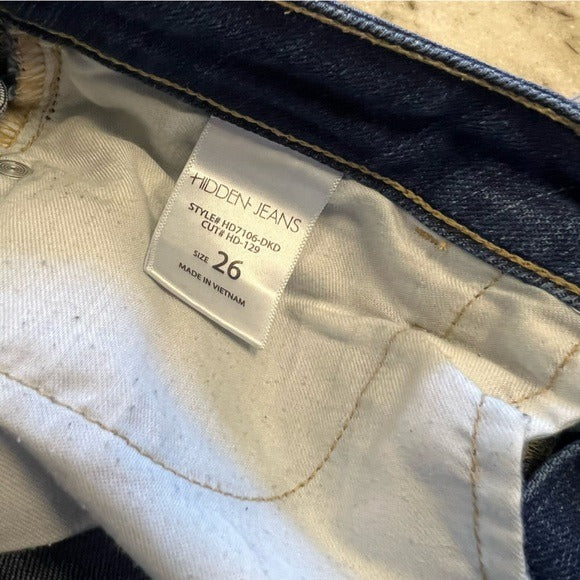 HIDDEN JEANS
STYLE# HD7106-DKD
CUT# HD-129
SIZE 26
MADE IN VIETNAM